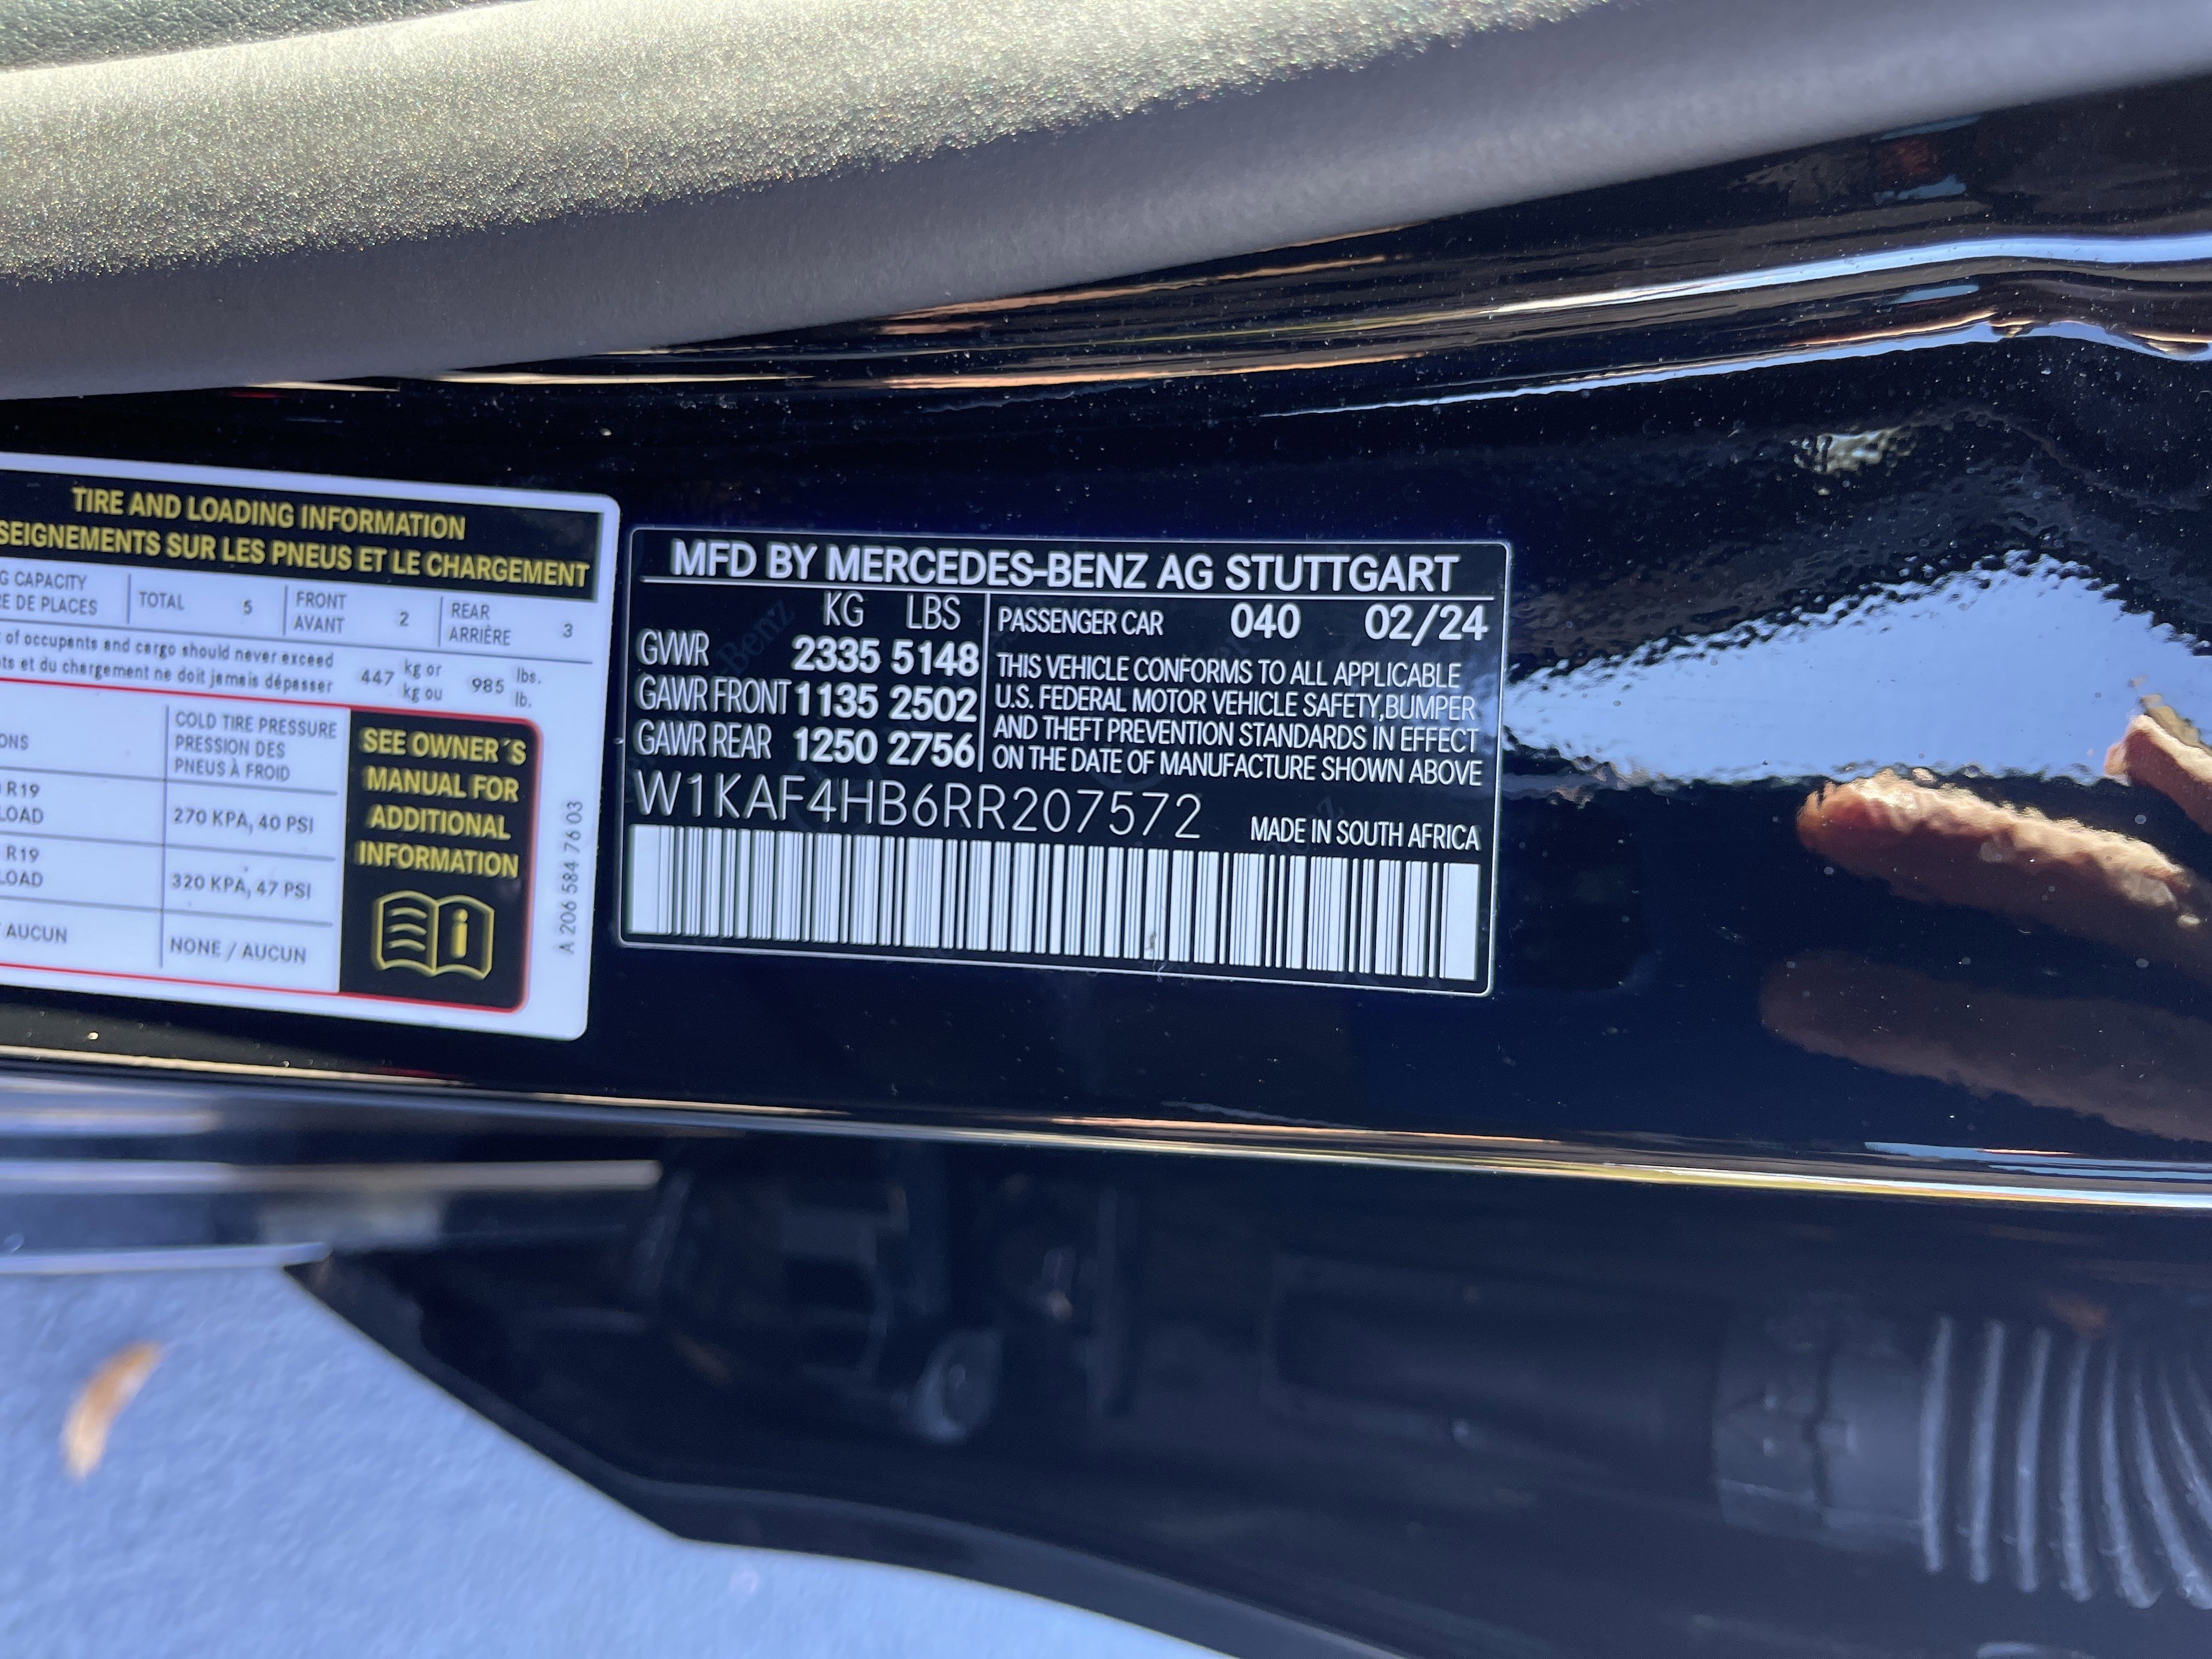 TIRE AND LOADING INFORMATION
SEIGNEMENTS SUR LES PNEUS ET LE CHARGEMENT
G CAPACITY
E DE PLACES
TOTAL 5
FRONT
AVANT 2
REAR
ARRIÈRE 3
of occupants and cargo should never exceed
ts et du chargement ne doit jamais dépasser
447 kg or
kg ou
985 lbs.
lb.
ONS
COLD TIRE PRESSURE
PRESSION DES
PNEUS À FROID
R19
LOAD
270 KPA, 40 PSI
R19
LOAD
320 KPA, 47 PSI
/ AUCUN
NONE / AUCUN
SEE OWNER´S
MANUAL FOR
ADDITIONAL
INFORMATION
A 206 584 76 03
MFD BY MERCEDES-BENZ AG STUTTGART
KG LBS
GVWR 2335 5148
GAWR FRONT 1135 2502
GAWR REAR 1250 2756
PASSENGER CAR 040 02/24
THIS VEHICLE CONFORMS TO ALL APPLICABLE
U.S. FEDERAL MOTOR VEHICLE SAFETY,BUMPER
AND THEFT PREVENTION STANDARDS IN EFFECT
ON THE DATE OF MANUFACTURE SHOWN ABOVE
W1KAF4HB6RR207572
MADE IN SOUTH AFRICA